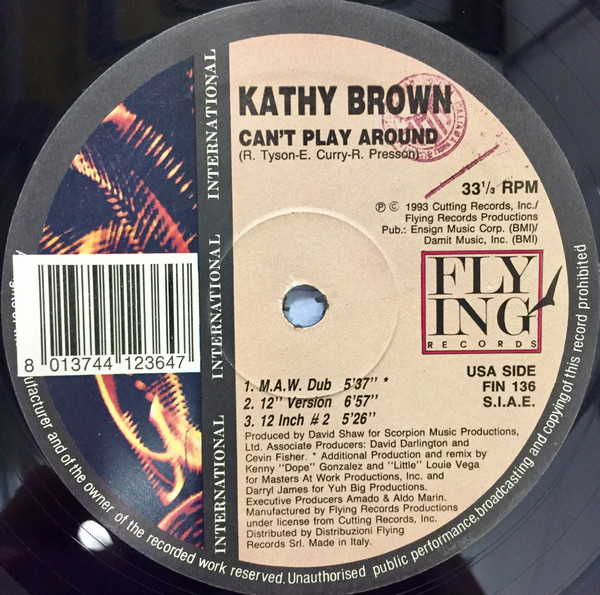 KATHY BROWN
CAN'T PLAY AROUND
(R. Tyson-E. Curry-R. Presson)
33 1/3 RPM
℗ © 1993 Cutting Records, Inc./
Flying Records Productions
Pub.: Ensign Music Corp. (BMI)/
Damit Music, Inc. (BMI)
FLY
ING
RECORDS
USA SIDE
FIN 136
S.I.A.E.
1. M.A.W. Dub 5'37'' *
2. 12'' Version 6'57''
3. 12 Inch # 2 5'26''
Produced by David Shaw for Scorpion Music Productions,
Ltd. Associate Producers: David Darlington and
Cevin Fisher. * Additional Production and remix by
Kenny ''Dope'' Gonzalez and ''Little'' Louie Vega
for Masters At Work Productions, Inc. and
Darryl James for Yuh Big Productions.
Executive Producers Amado & Aldo Marin.
Manufactured by Flying Records Productions
under license from Cutting Records, Inc.
Distributed by Distribuzioni Flying
Records Srl. Made in Italy.
INTERNATIONAL
INTERNATIONAL
INTERNATIONAL
8 013744 123647
ufacturer and of the owner of the recorded work reserved. Unauthorised public performance, broadcasting and copying of this record prohibited